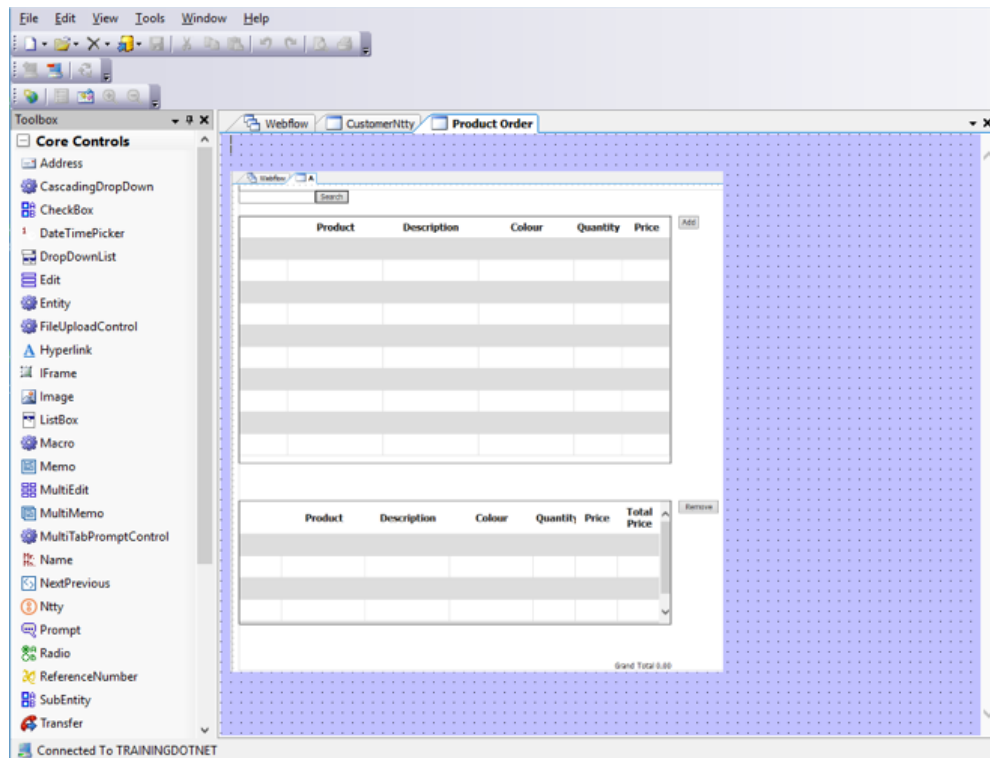 File Edit View Tools Window Help
Toolbox
Webflow CustomerNtty Product Order
Core Controls
Address
CascadingDropDown
CheckBox
1 DateTimePicker
DropDownList
Edit
Entity
FileUploadControl
Hyperlink
IFrame
Image
ListBox
Macro
Memo
MultiEdit
MultiMemo
MultiTabPromptControl
Name
NextPrevious
Ntty
Prompt
Radio
ReferenceNumber
SubEntity
Transfer
Webflow A
Search
Product Description Colour Quantity Price Add
Product Description Colour Quantity Price Total Price Remove
Grand Total 0.00
Connected To TRAININGDOTNET